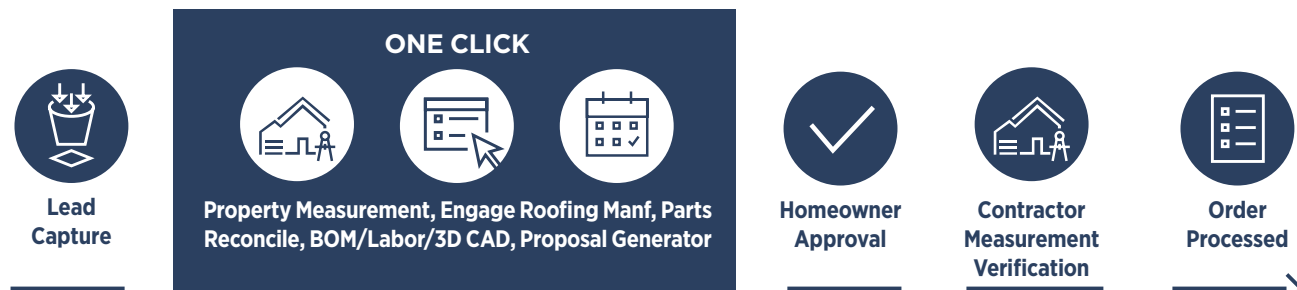 ONE CLICK
Lead
Capture
Property Measurement, Engage Roofing Manf, Parts
Reconcile, BOM/Labor/3D CAD, Proposal Generator
Homeowner
Approval
Contractor
Measurement
Verification
Order
Processed